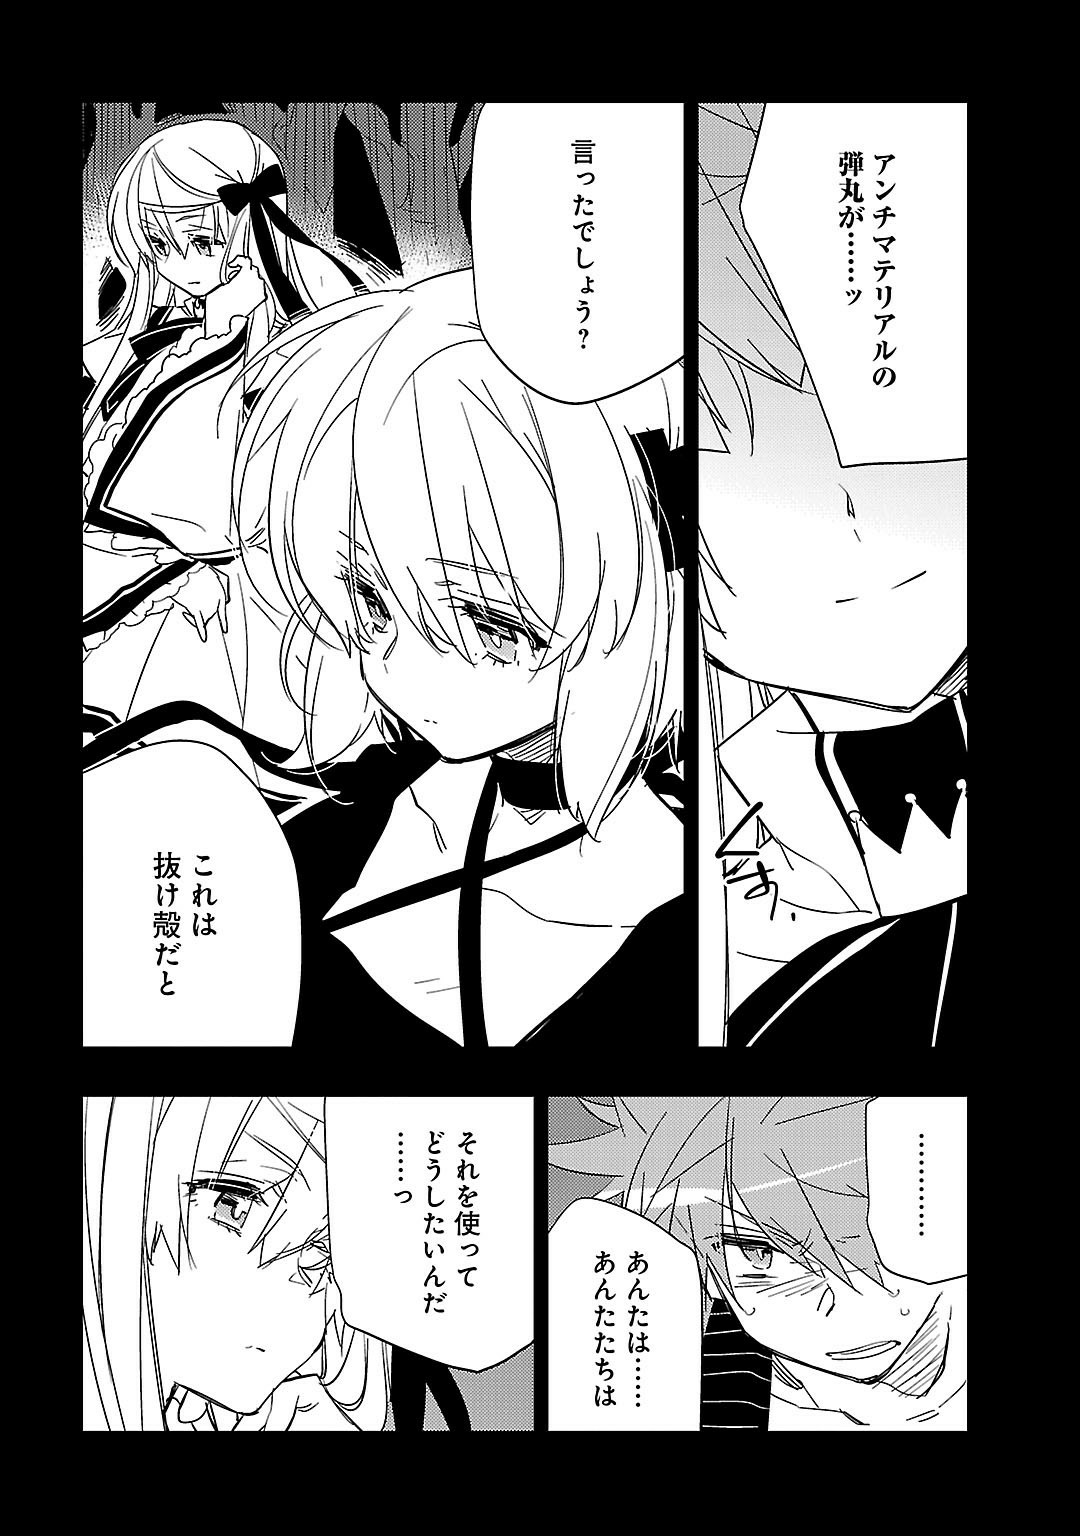 アンチマテリアルの
弾丸が……ッ
ぐぉ、
言ったでしょう？
これは
抜け殻だと
…………
あんたは……
あんたたちは
それを使って
どうしたいんだ
……っ